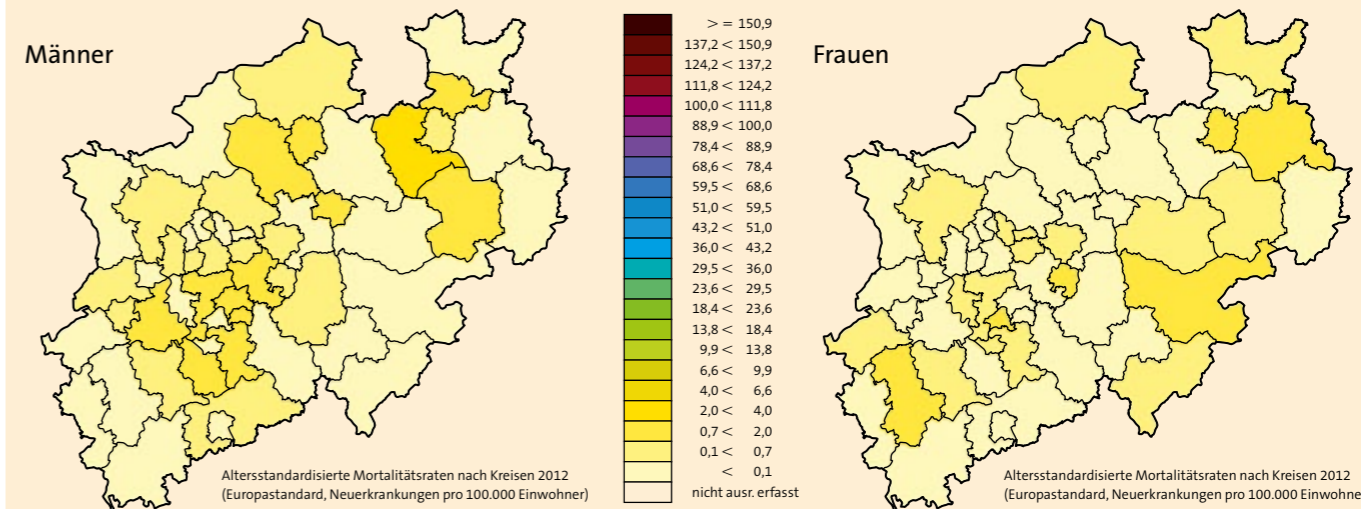 Männer
Altersstandardisierte Mortalitätsraten nach Kreisen 2012
(Europastandard, Neuerkrankungen pro 100.000 Einwohner)
> = 150,9
137,2 < 150,9
124,2 < 137,2
111,8 < 124,2
100,0 < 111,8
88,9 < 100,0
78,4 < 88,9
68,6 < 78,4
59,5 < 68,6
51,0 < 59,5
43,2 < 51,0
36,0 < 43,2
29,5 < 36,0
23,6 < 29,5
18,4 < 23,6
13,8 < 18,4
9,9 < 13,8
6,6 < 9,9
4,0 < 6,6
2,0 < 4,0
0,7 < 2,0
0,1 < 0,7
< 0,1
nicht ausr. erfasst
Frauen
Altersstandardisierte Mortalitätsraten nach Kreisen 2012
(Europastandard, Neuerkrankungen pro 100.000 Einwohne